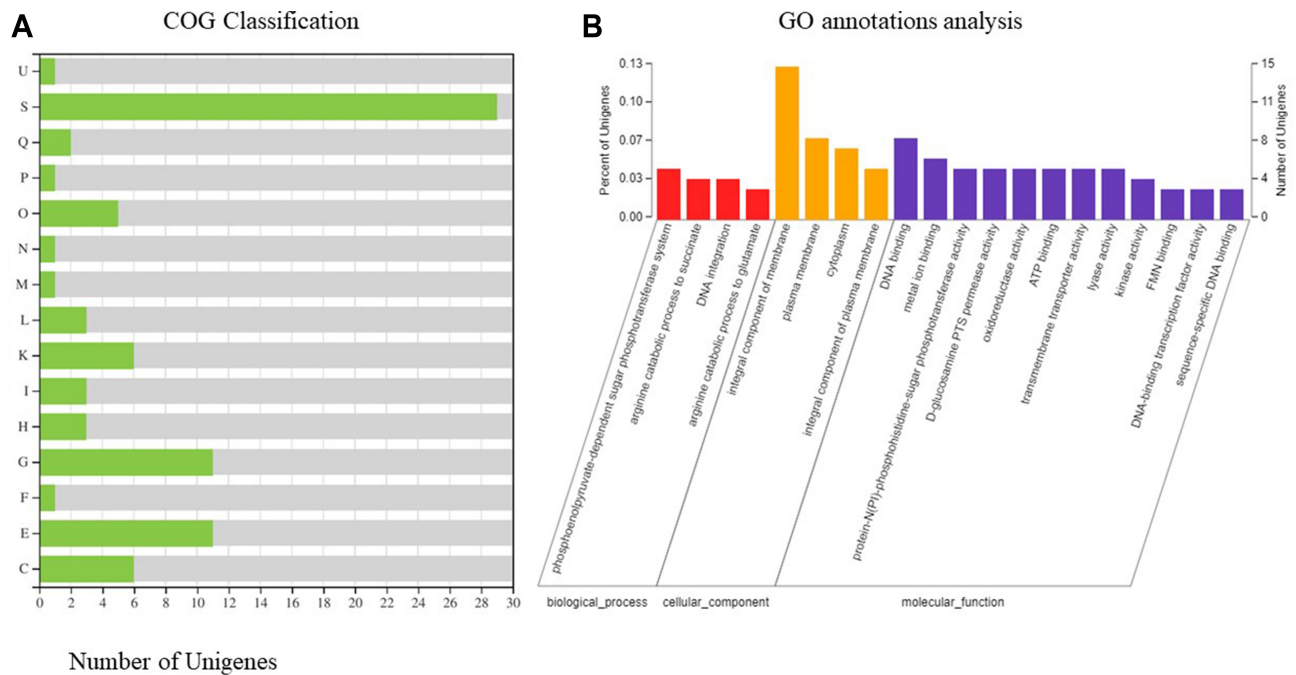 A
COG Classification
U
S
Q
P
O
N
M
L
K
I
H
G
F
E
C
0 2 4 6 8 10 12 14 16 18 20 22 24 26 28 30
Number of Unigenes
B
GO annotations analysis
Percent of Unigenes
0.13
0.10
0.07
0.03
0.00
15
11
8
4
0
Number of Unigenes
phosphoenolpyruvate-dependent sugar phosphotransferase system
arginine catabolic process to succinate
DNA integration
arginine catabolic process to glutamate
integral component of membrane
plasma membrane
cytoplasm
integral component of plasma membrane
DNA binding
metal ion binding
protein-N(PI)-phosphohistidine-sugar phosphotransferase activity
D-glucosamine PTS permease activity
oxidoreductase activity
ATP binding
transmembrane transporter activity
lyase activity
kinase activity
FMN binding
DNA-binding transcription factor activity
sequence-specific DNA binding
biological_process
cellular_component
molecular_function